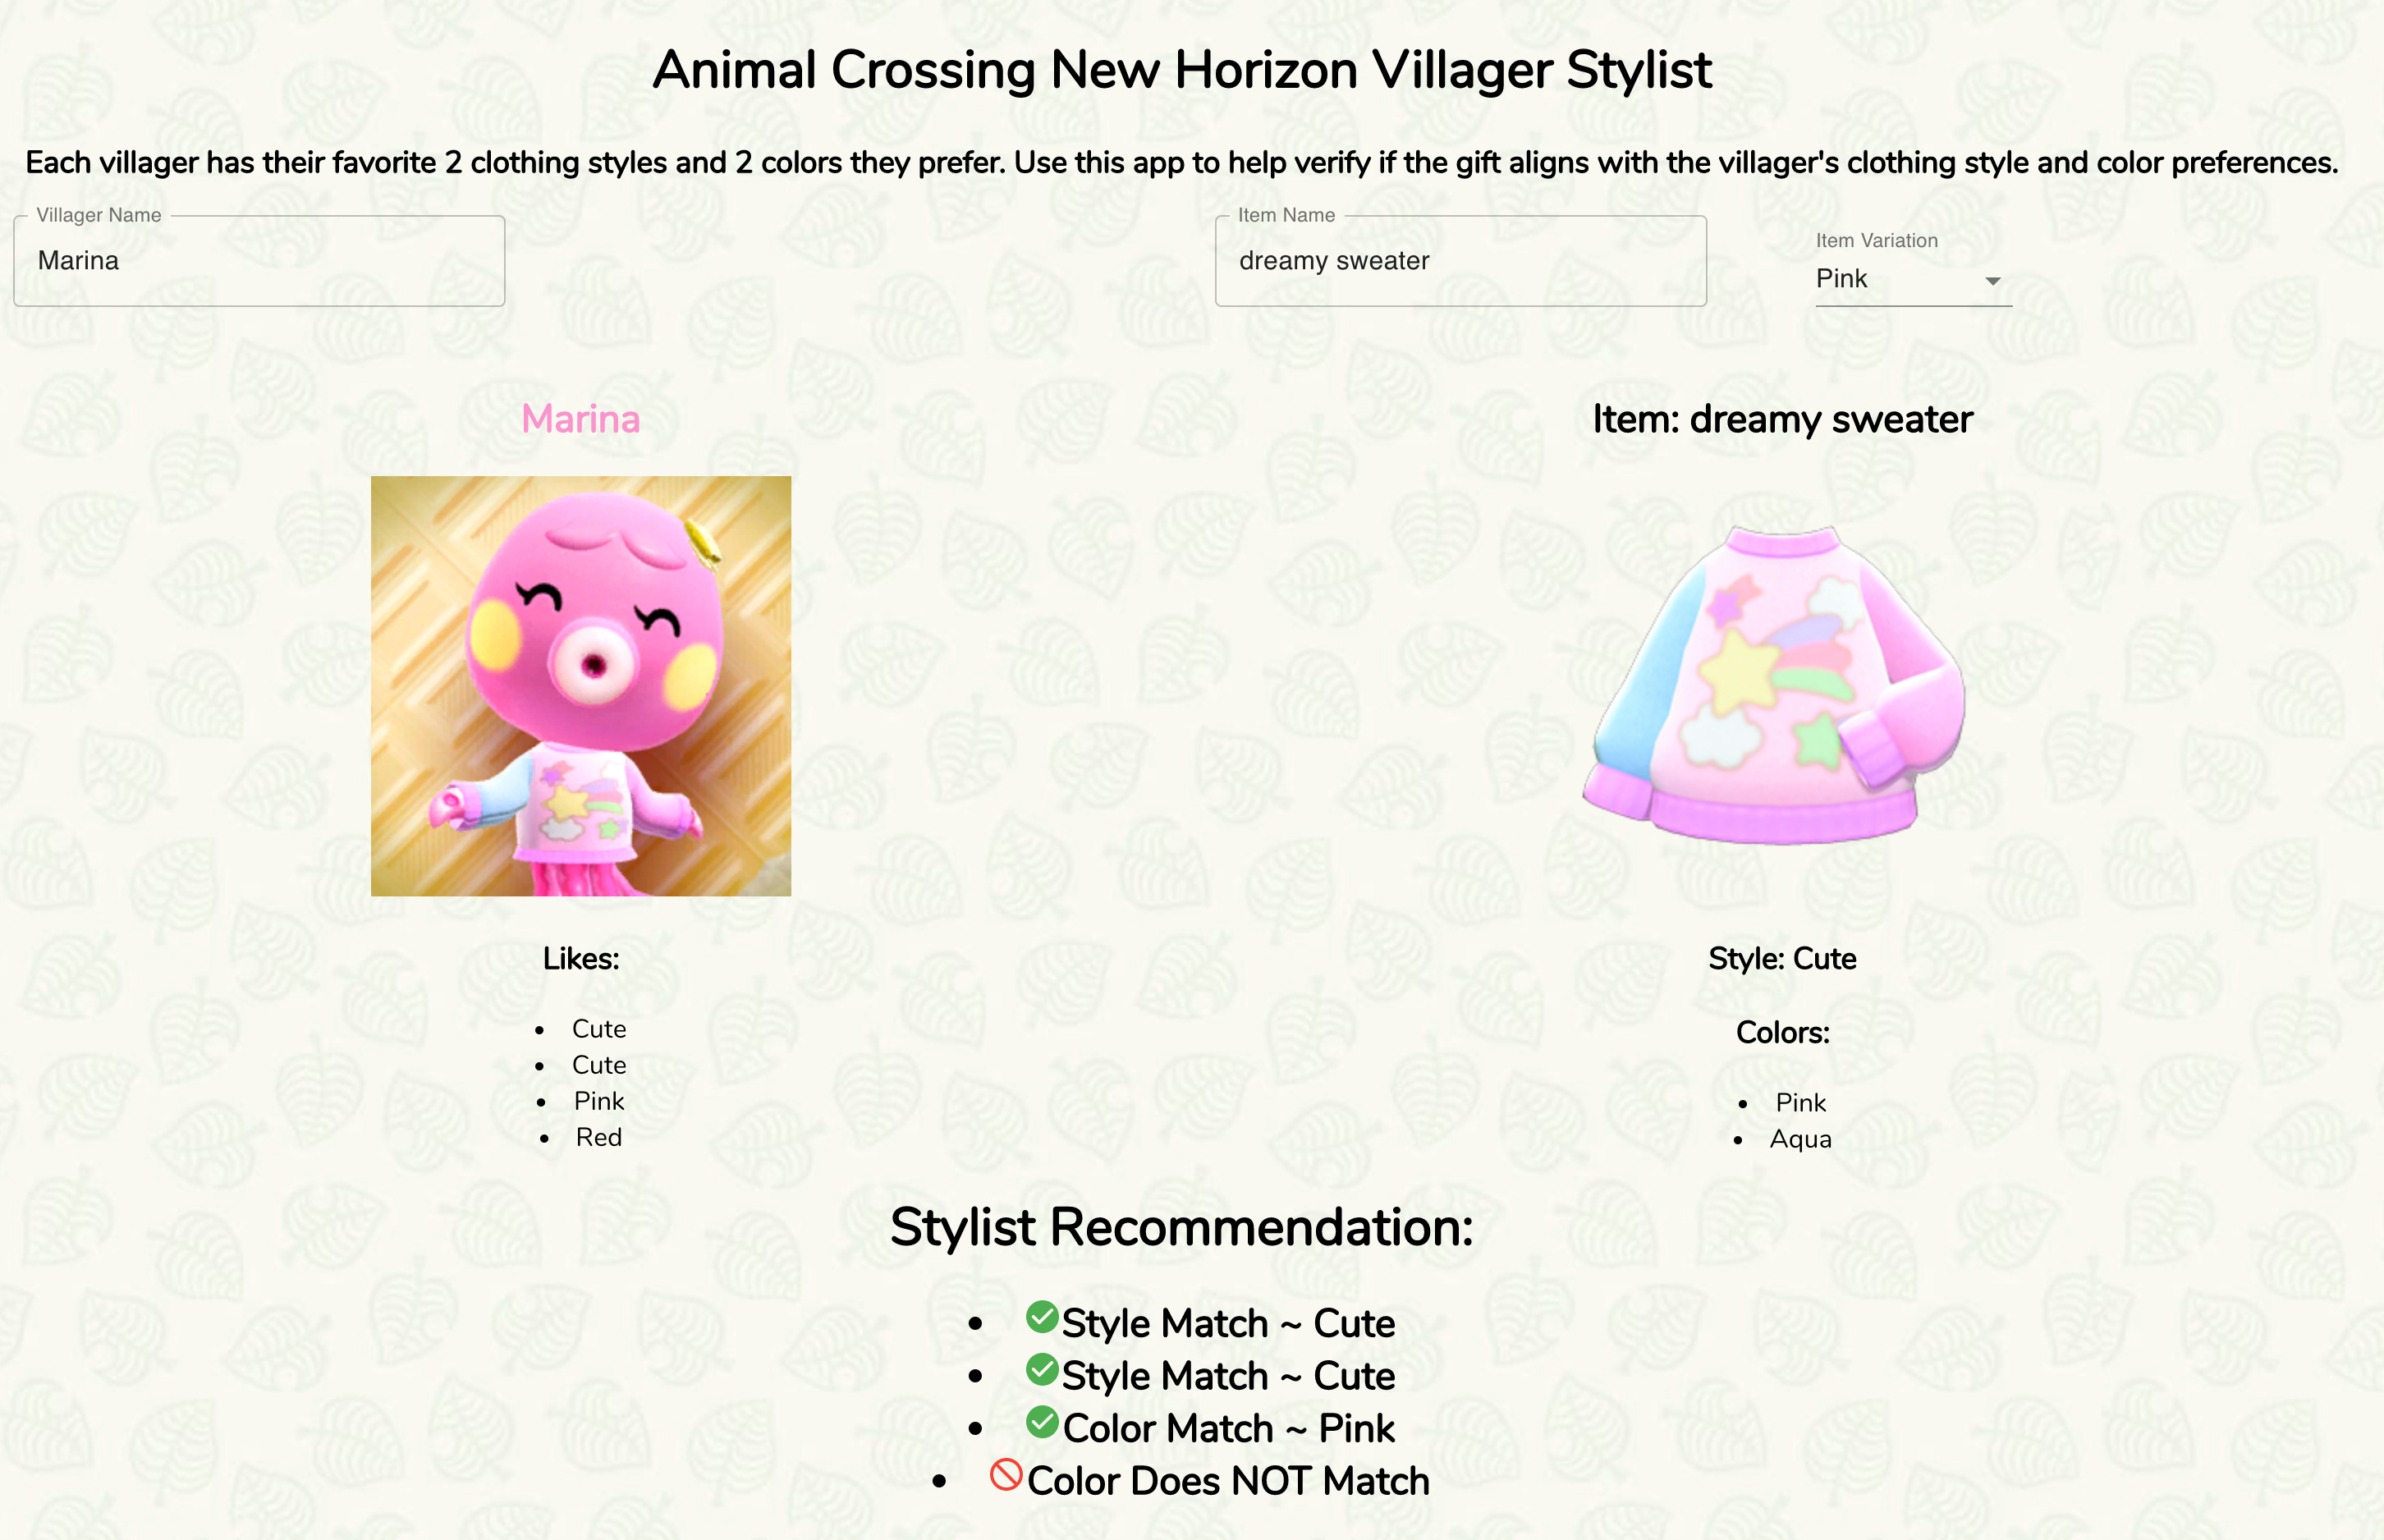 Animal Crossing New Horizon Villager Stylist
Each villager has their favorite 2 clothing styles and 2 colors they prefer. Use this app to help verify if the gift aligns with the villager's clothing style and color preferences.
Villager Name
Marina
Item Name
dreamy sweater
Item Variation
Pink
Marina
Likes:
Cute
Cute
Pink
Red
Item: dreamy sweater
Style: Cute
Colors:
Pink
Aqua
Stylist Recommendation:
Style Match ~ Cute
Style Match ~ Cute
Color Match ~ Pink
Color Does NOT Match